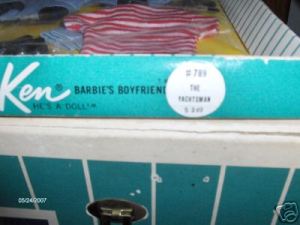 Ken® BARBIE'S BOYFRIEND
HE'S A DOLL!
#-789
THE
YACHTSMAN
05/24/2007